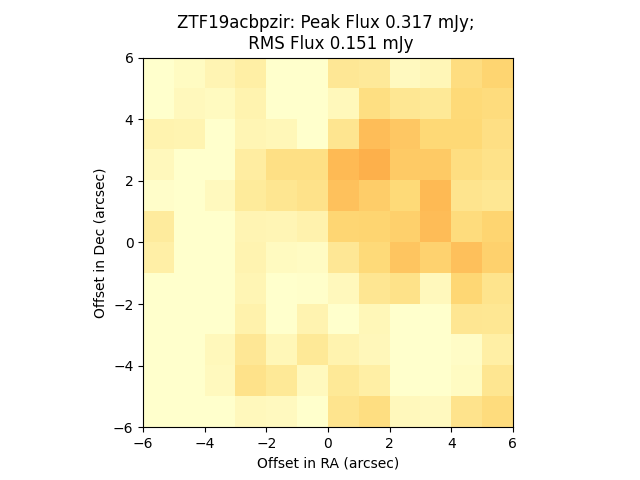 ZTF19acbpzir: Peak Flux 0.317 mJy;
RMS Flux 0.151 mJy
6
4
2
0
−2
−4
−6
Offset in Dec (arcsec)
−6 −4 −2 0 2 4 6
Offset in RA (arcsec)